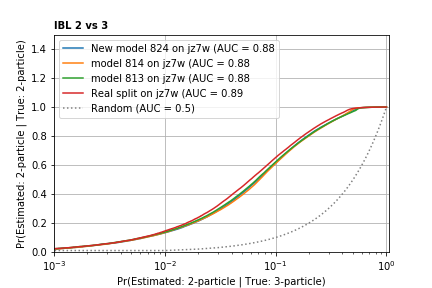 IBL 2 vs 3
Pr(Estimated: 2-particle | True: 2-particle)
1.4
1.2
1.0
0.8
0.6
0.4
0.2
0.0
New model 824 on jz7w (AUC = 0.88
model 814 on jz7w (AUC = 0.88
model 813 on jz7w (AUC = 0.88
Real split on jz7w (AUC = 0.89
Random (AUC = 0.5)
10⁻³ 10⁻² 10⁻¹ 10⁰
Pr(Estimated: 2-particle | True: 3-particle)